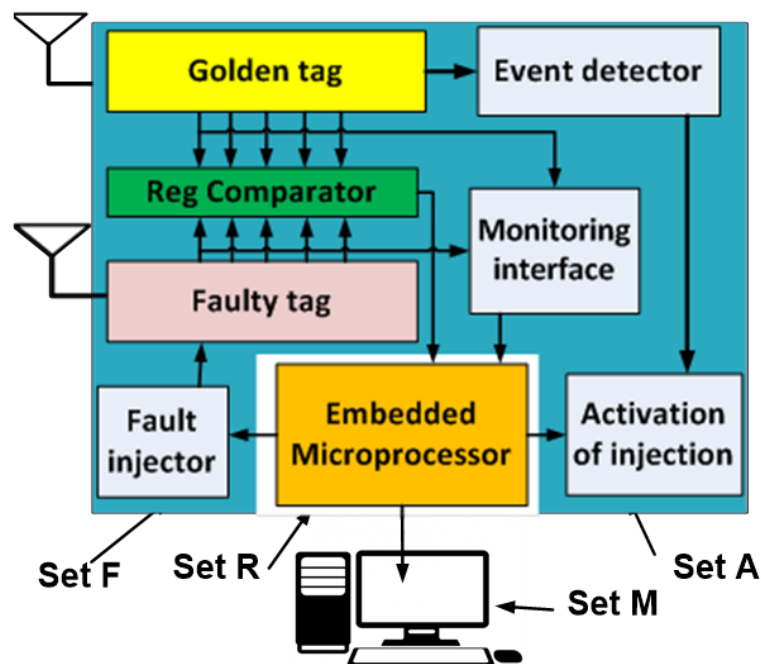 Golden tag
Event detector
Reg Comparator
Monitoring
interface
Faulty tag
Fault
injector
Embedded
Microprocessor
Activation
of injection
Set F
Set R
Set A
Set M